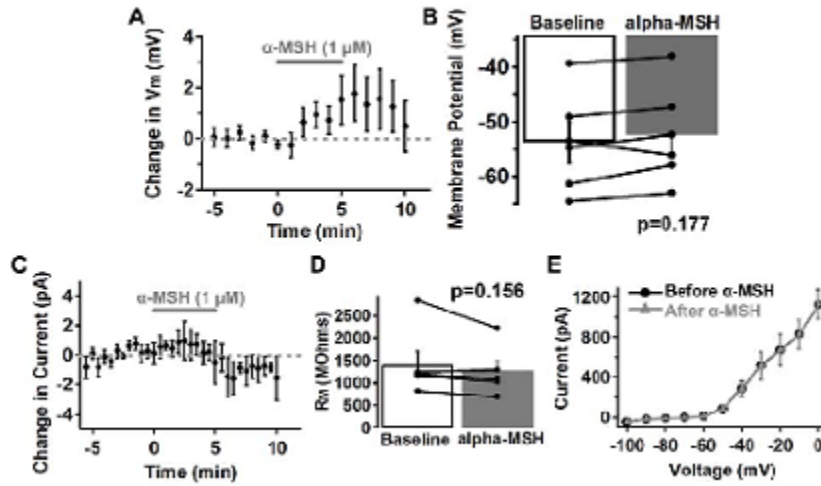 A
α-MSH (1 µM)
Change in Vm (mV)
4
2
0
-2
-5
0
5
10
Time (min)
B
Baseline
alpha-MSH
Membrane Potential (mV)
-40
-50
-60
p=0.177
C
α-MSH (1 µM)
Change in Current (pA)
4
2
0
-2
-4
-5
0
5
10
Time (min)
D
p=0.156
RM (MOhms)
2500
2000
1500
1000
500
0
Baseline
alpha-MSH
E
Before α-MSH
After α-MSH
Current (pA)
1200
800
400
0
-100
-80
-60
-40
-20
0
Voltage (mV)